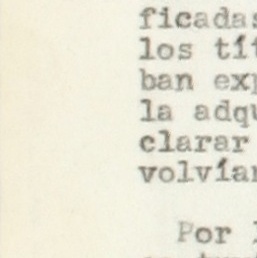 ficadas
los tít
ban exp
la adqu
clarar
volvían
Por l